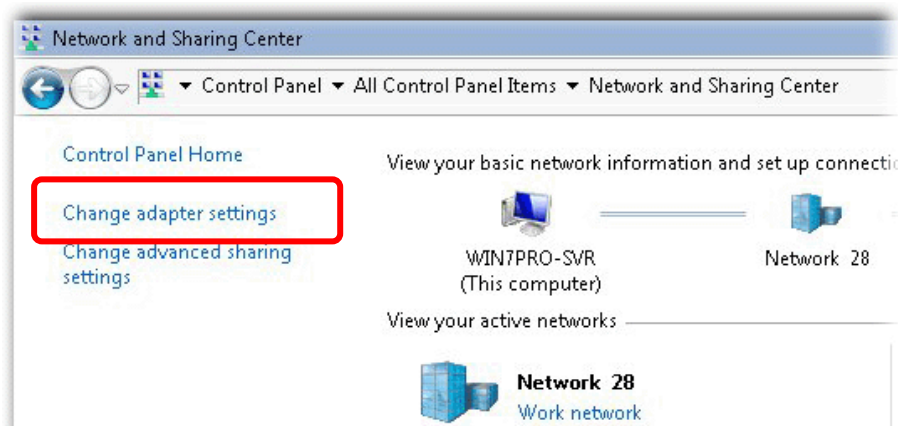 Network and Sharing Center
Control Panel All Control Panel Items Network and Sharing Center
Control Panel Home
Change adapter settings
Change advanced sharing
settings
View your basic network information and set up connecti
WIN7PRO-SVR
(This computer)
Network 28
View your active networks
Network 28
Work network